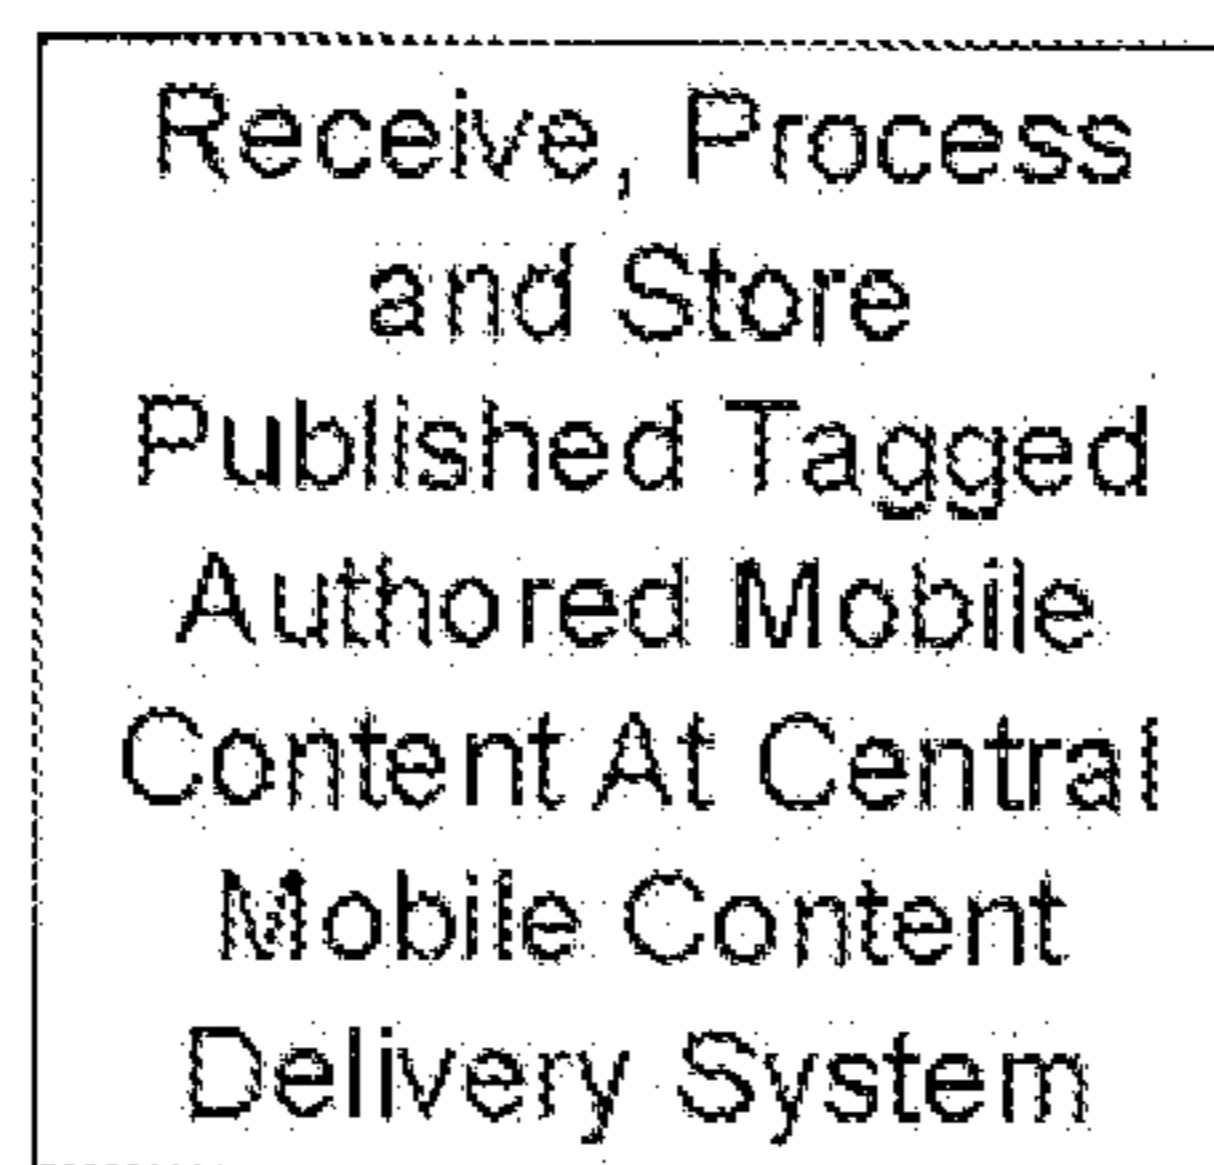 Receive, Process
and Store
Published Tagged
Authored Mobile
Content At Central
Mobile Content
Delivery System